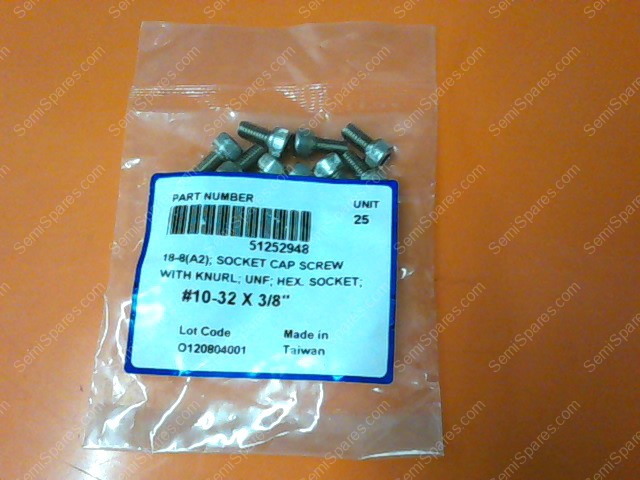 PART NUMBER
UNIT
25
51252948
18-8(A2); SOCKET CAP SCREW
WITH KNURL; UNF; HEX. SOCKET;
#10-32 X 3/8"
Lot Code
Made in
O120804001
Taiwan
SemiSpares.com